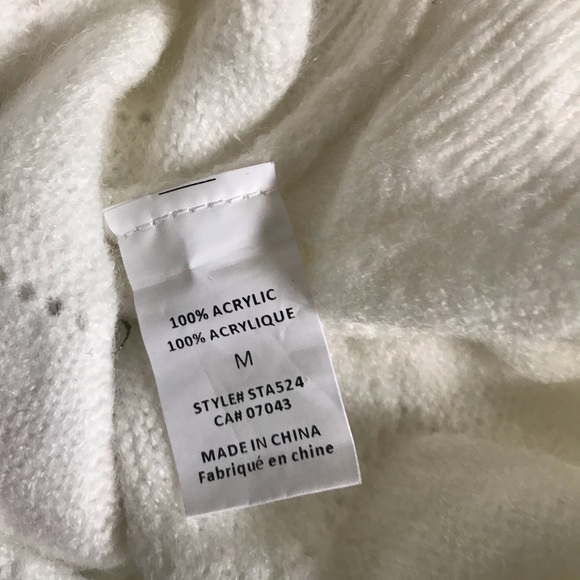 100% ACRYLIC
100% ACRYLIQUE
M
STYLE# STA524
CA# 07043
MADE IN CHINA
Fabriqué en chine